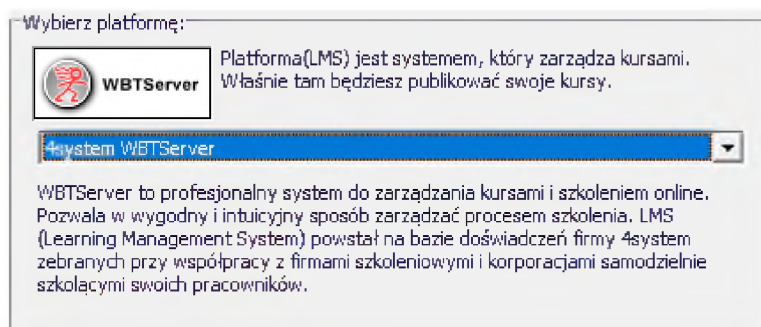 Wybierz platformę:
WBTServer
Platforma(LMS) jest systemem, który zarządza kursami.
Właśnie tam będziesz publikować swoje kursy.
4system WBTServer
WBTServer to profesjonalny system do zarządzania kursami i szkoleniem online.
Pozwala w wygodny i intuicyjny sposób zarządzać procesem szkolenia. LMS
(Learning Management System) powstał na bazie doświadczeń firmy 4system
zebranych przy współpracy z firmami szkoleniowymi i korporacjami samodzielnie
szkolącymi swoich pracowników.